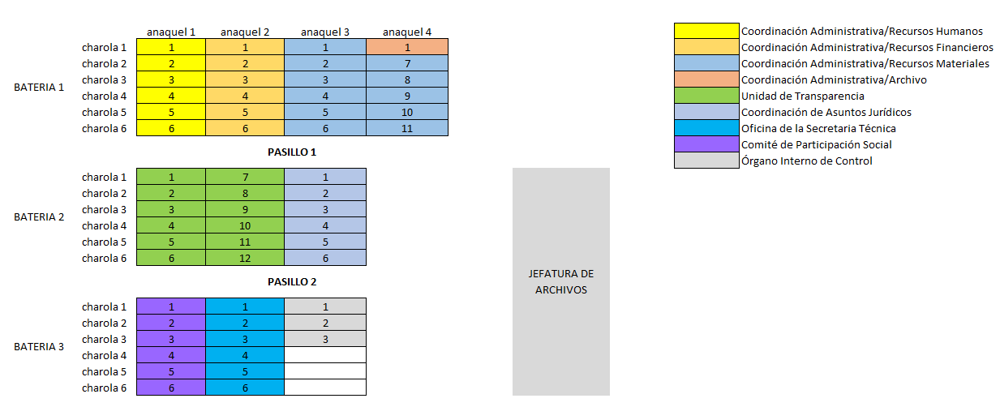 anaquel 1 anaquel 2 anaquel 3 anaquel 4
charola 1 1 1 1 1
charola 2 2 2 2 7
charola 3 3 3 3 8
BATERIA 1
charola 4 4 4 4 9
charola 5 5 5 5 10
charola 6 6 6 6 11
PASILLO 1
charola 1 1 7 1
charola 2 2 8 2
charola 3 3 9 3
BATERIA 2
charola 4 4 10 4
charola 5 5 11 5
charola 6 6 12 6
PASILLO 2
charola 1 1 1 1
charola 2 2 2 2
charola 3 3 3 3
BATERIA 3
charola 4 4 4
charola 5 5 5
charola 6 6 6
JEFATURA DE
ARCHIVOS
Coordinación Administrativa/Recursos Humanos
Coordinación Administrativa/Recursos Financieros
Coordinación Administrativa/Recursos Materiales
Coordinación Administrativa/Archivo
Unidad de Transparencia
Coordinación de Asuntos Jurídicos
Oficina de la Secretaria Técnica
Comité de Participación Social
Órgano Interno de Control